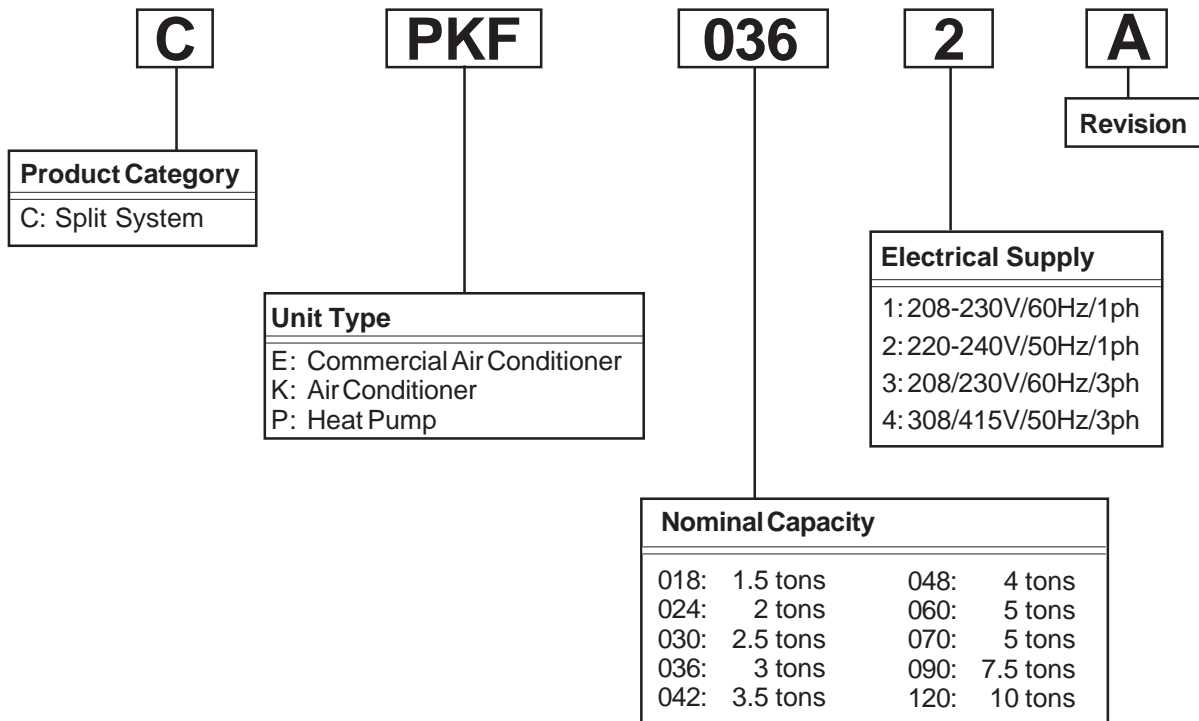 C PKF 036 2 A
Revision
Product Category
C: Split System
Electrical Supply
1: 208-230V/60Hz/1ph
2: 220-240V/50Hz/1ph
3: 208/230V/60Hz/3ph
4: 308/415V/50Hz/3ph
Unit Type
E: Commercial Air Conditioner
K: Air Conditioner
P: Heat Pump
Nominal Capacity
018: 1.5 tons 048: 4 tons
024: 2 tons 060: 5 tons
030: 2.5 tons 070: 5 tons
036: 3 tons 090: 7.5 tons
042: 3.5 tons 120: 10 tons